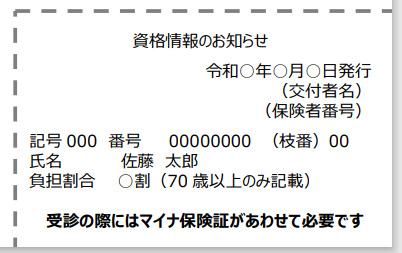 資格情報のお知らせ
令和○年○月○日発行
（交付者名）
（保険者番号）
記号 000 番号 00000000 （枝番）00
氏名 佐藤 太郎
負担割合 ○割（70 歳以上のみ記載）
受診の際にはマイナ保険証があわせて必要です